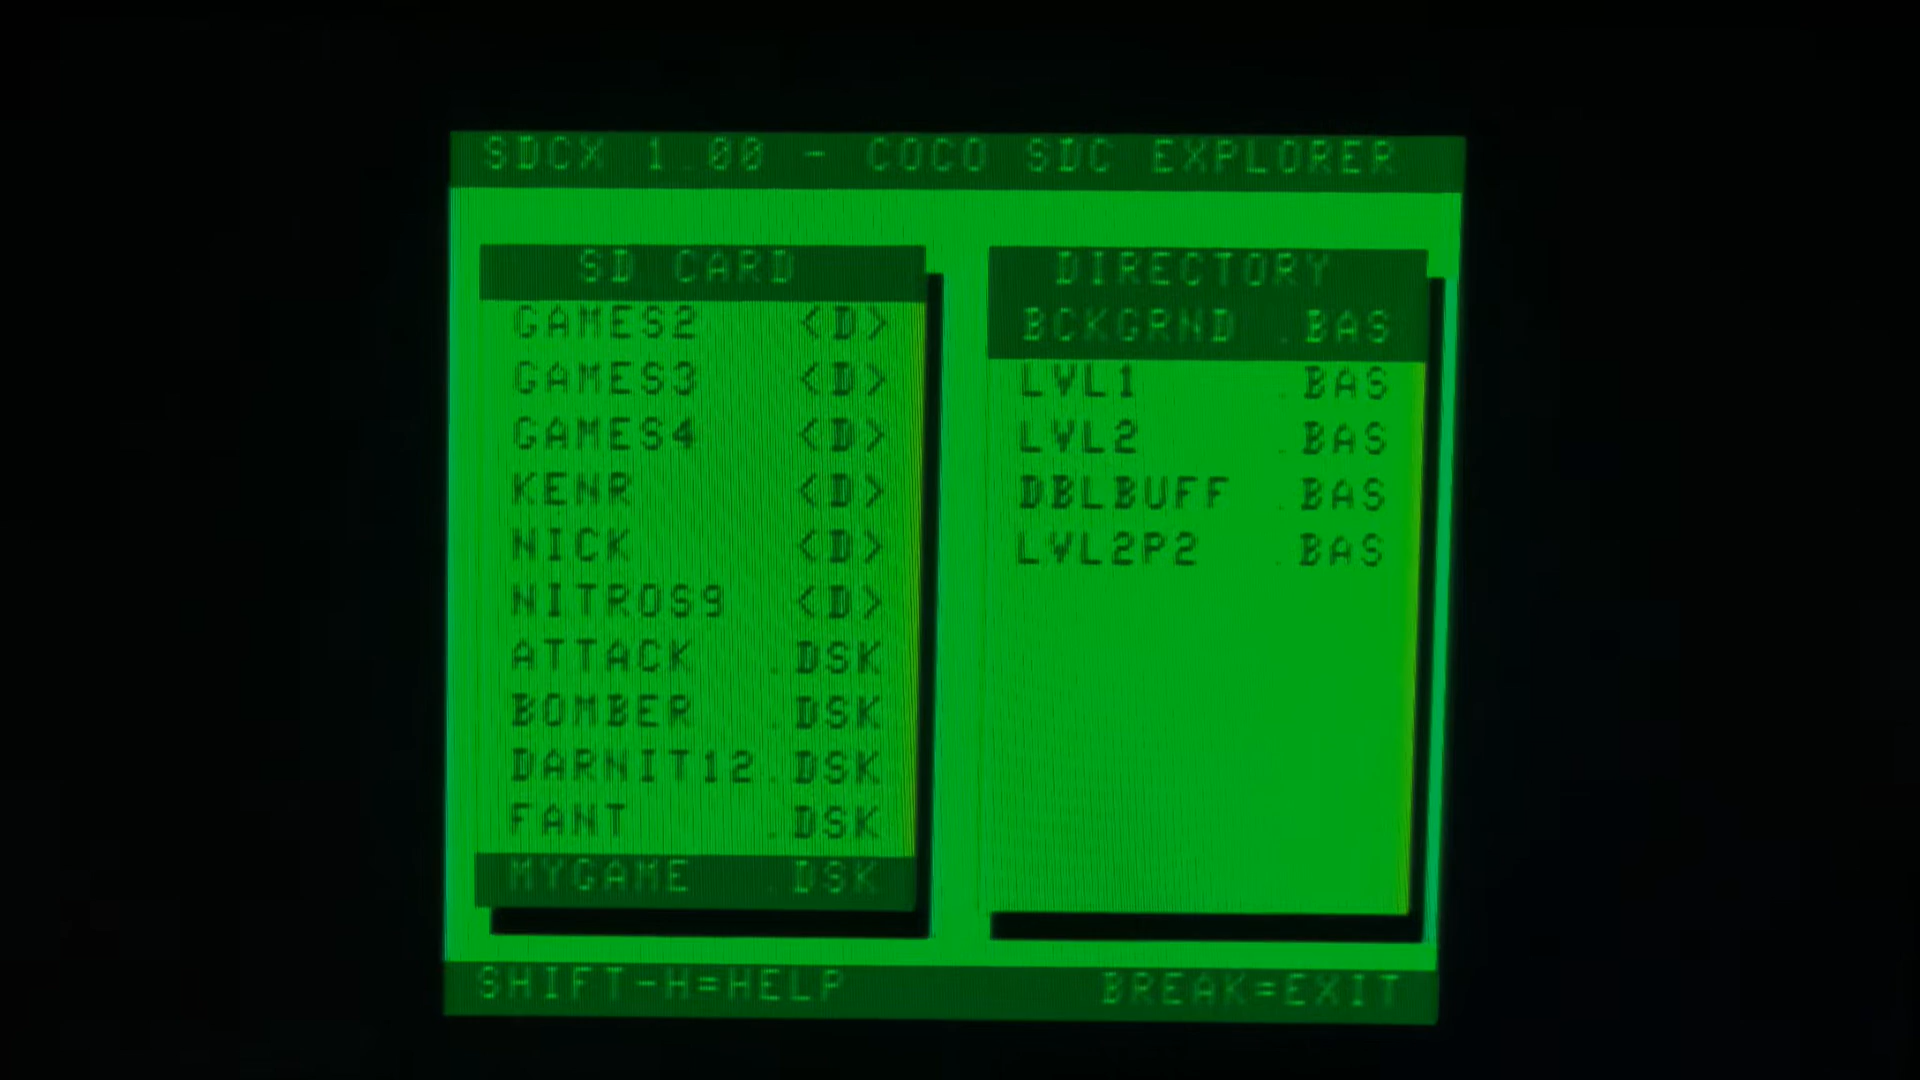 SDCX 1.00 - COCO SDC EXPLORER
SD CARD
GAMES2 <D>
GAMES3 <D>
GAMES4 <D>
KENR <D>
NICK <D>
NITROS9 <D>
ATTACK .DSK
BOMBER .DSK
DARNIT12.DSK
FANT .DSK
MYGAME .DSK
DIRECTORY
BCKGRND .BAS
LVL1 .BAS
LVL2 .BAS
DBLBUFF .BAS
LVL2P2 .BAS
SHIFT-H=HELP BREAK=EXIT